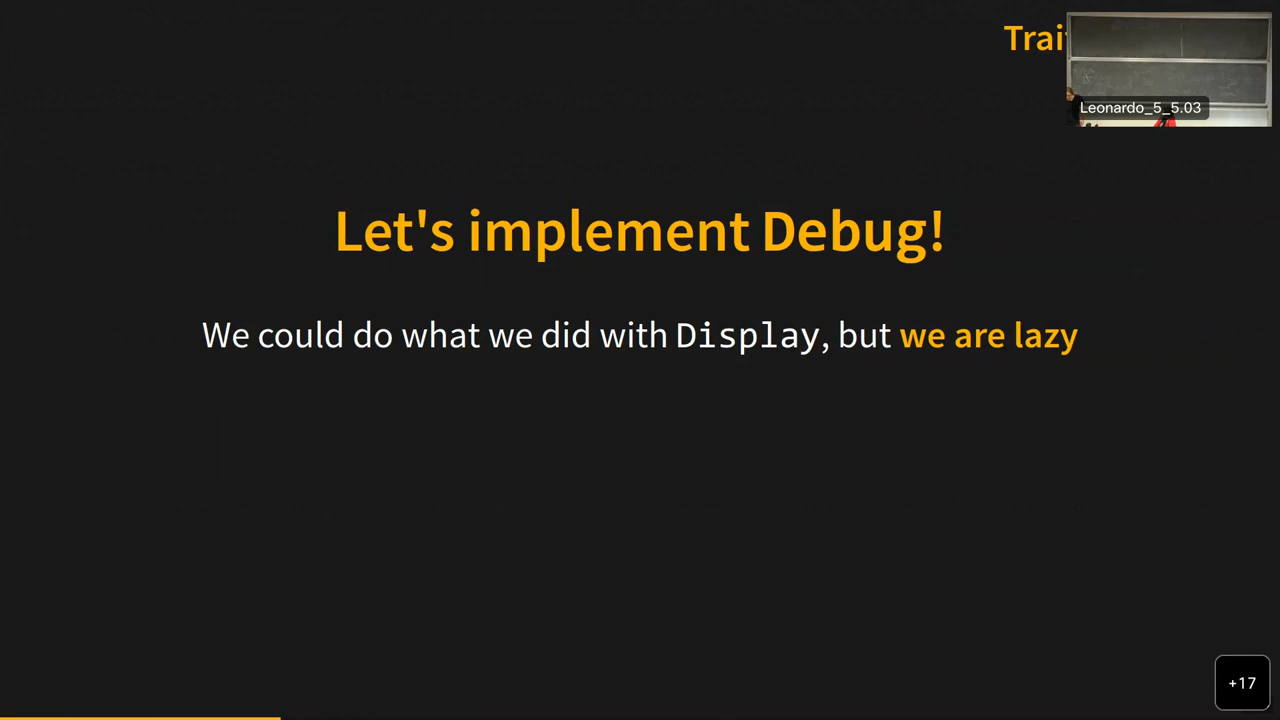 Trai
Leonardo_5_5.03
Let's implement Debug!
We could do what we did with Display, but we are lazy
+17